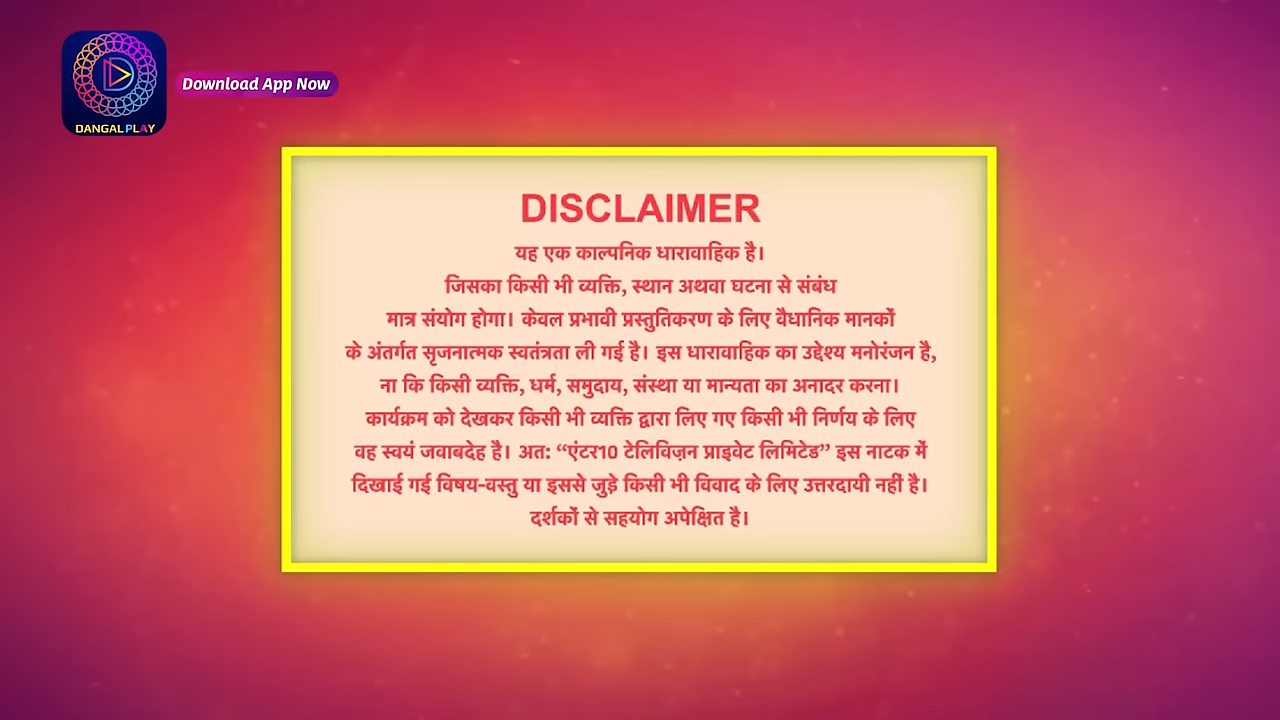 DANGAL PLAY
Download App Now
DISCLAIMER
यह एक काल्पनिक धारावाहिक है।
जिसका किसी भी व्यक्ति, स्थान अथवा घटना से संबंध
मात्र संयोग होगा। केवल प्रभावी प्रस्तुतिकरण के लिए वैधानिक मानकों
के अंतर्गत सृजनात्मक स्वतंत्रता ली गई है। इस धारावाहिक का उद्देश्य मनोरंजन है,
ना कि किसी व्यक्ति, धर्म, समुदाय, संस्था या मान्यता का अनादर करना।
कार्यक्रम को देखकर किसी भी व्यक्ति द्वारा लिए गए किसी भी निर्णय के लिए
वह स्वयं जवाबदेह है। अत: “एंटर10 टेलिविज़न प्राइवेट लिमिटेड” इस नाटक में
दिखाई गई विषय-वस्तु या इससे जुड़े किसी भी विवाद के लिए उत्तरदायी नहीं है।
दर्शकों से सहयोग अपेक्षित है।